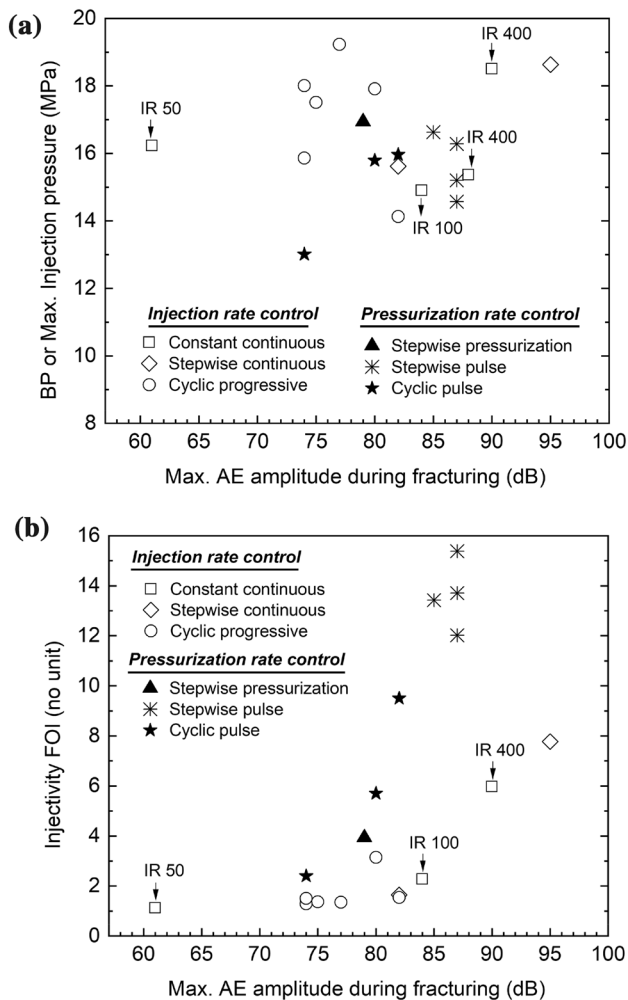 (a)
20
18
16
14
12
10
8
BP or Max. Injection pressure (MPa)
IR 400
IR 50
IR 400
IR 100
Injection rate control
Constant continuous
Stepwise continuous
Cyclic progressive
Pressurization rate control
Stepwise pressurization
Stepwise pulse
Cyclic pulse
60 65 70 75 80 85 90 95 100
Max. AE amplitude during fracturing (dB)
(b)
16
14
12
10
8
6
4
2
0
Injectivity FOI (no unit)
Injection rate control
Constant continuous
Stepwise continuous
Cyclic progressive
Pressurization rate control
Stepwise pressurization
Stepwise pulse
Cyclic pulse
IR 400
IR 100
IR 50
60 65 70 75 80 85 90 95 100
Max. AE amplitude during fracturing (dB)